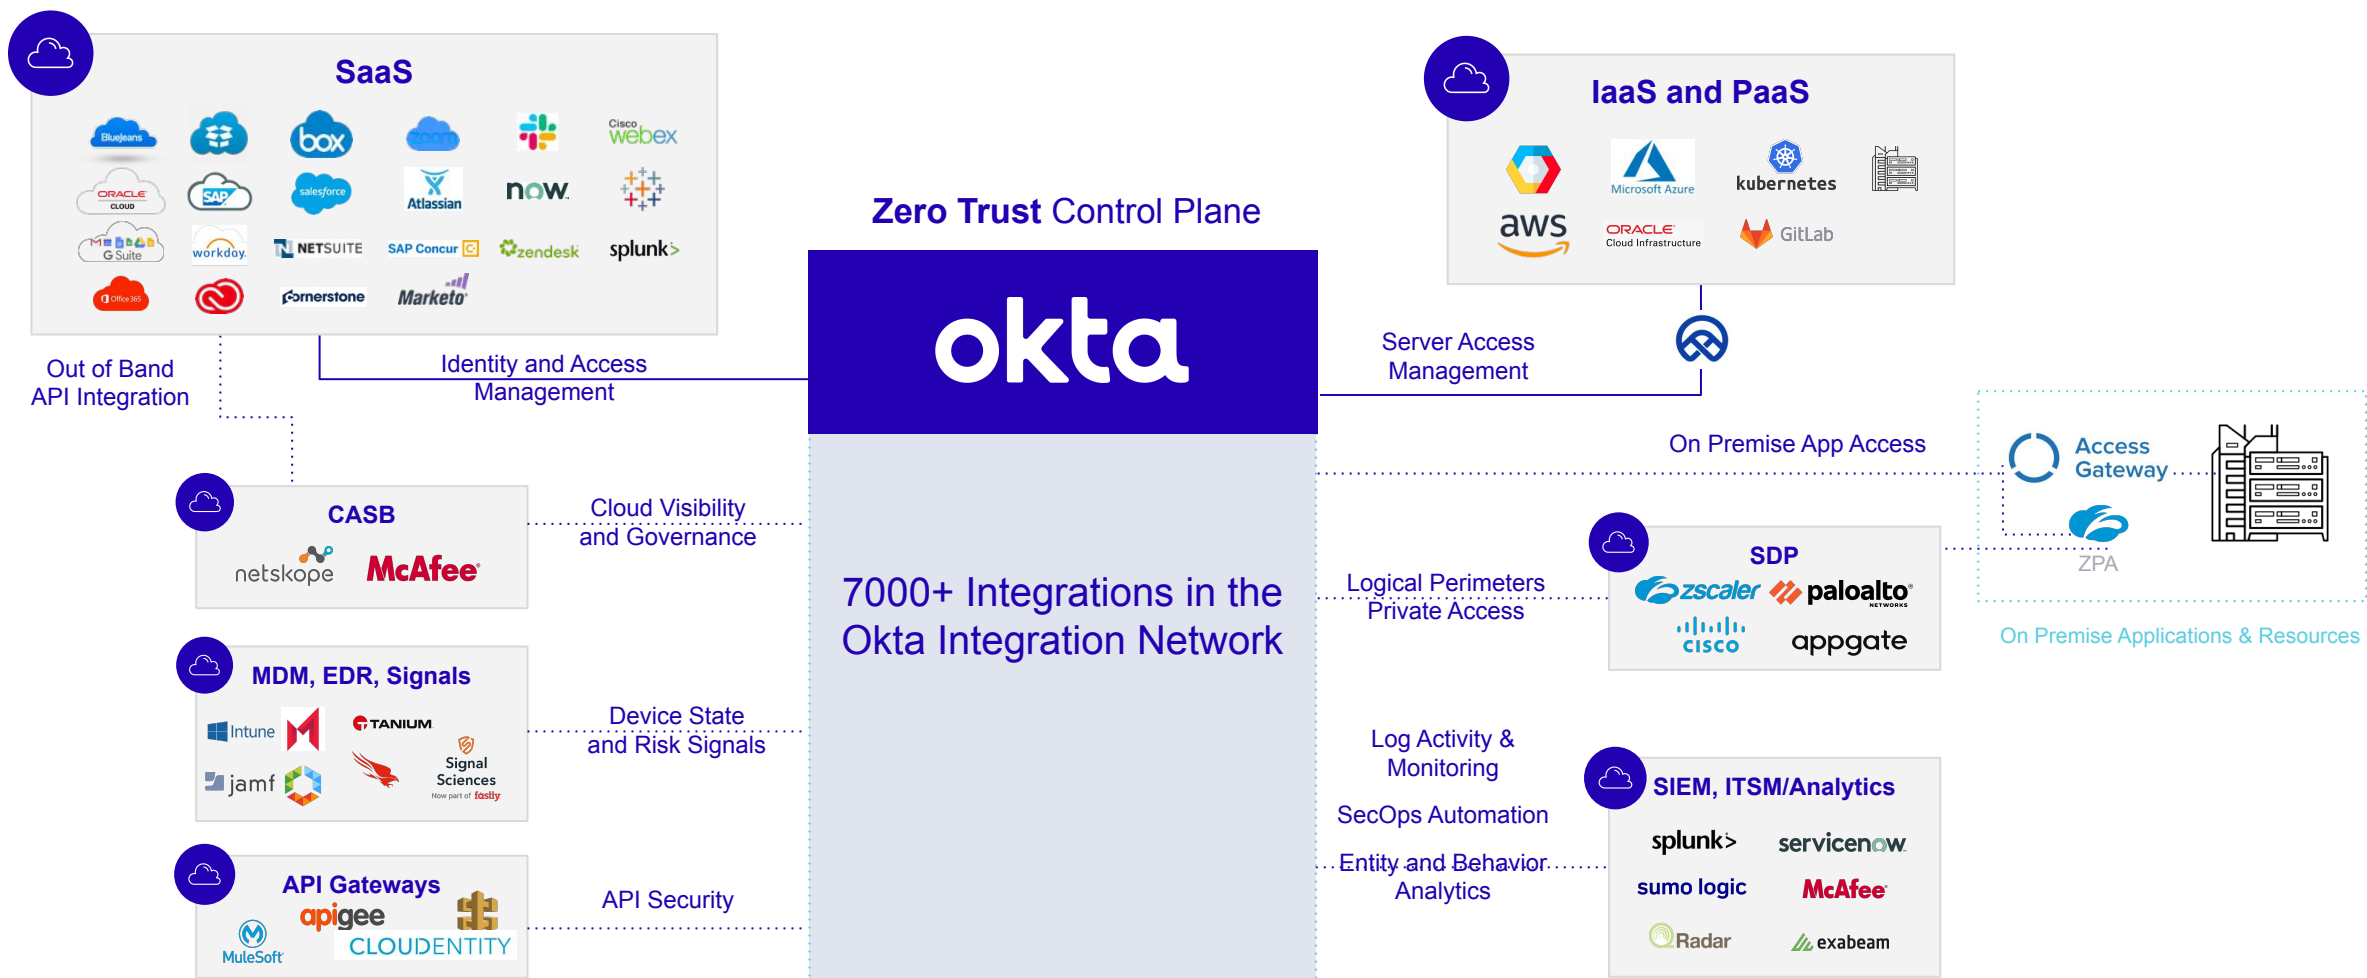 SaaS
BlueJeans
box
zoom
Cisco
webex
ORACLE
CLOUD
SAP
salesforce
Atlassian
now
G Suite
workday
N NETSUITE
SAP Concur C
zendesk
splunk>
Office 365
Cornerstone
Marketo
Out of Band
API Integration
Identity and Access
Management
Zero Trust Control Plane
okta
7000+ Integrations in the
Okta Integration Network
IaaS and PaaS
Microsoft Azure
kubernetes
aws
ORACLE
Cloud Infrastructure
GitLab
Server Access
Management
On Premise App Access
Access
Gateway
ZPA
On Premise Applications & Resources
CASB
netskope
McAfee
Cloud Visibility
and Governance
SDP
zscaler
paloalto
NETWORKS
CISCO
appgate
Logical Perimeters
Private Access
MDM, EDR, Signals
Intune
TANIUM
jamf
Signal
Sciences
Now part of fastly
Device State
and Risk Signals
Log Activity &
Monitoring
SecOps Automation
Entity and Behavior
Analytics
SIEM, ITSM/Analytics
splunk>
servicenow
sumo logic
McAfee
QRadar
exabeam
API Gateways
apigee
MuleSoft
CLOUDENTITY
API Security